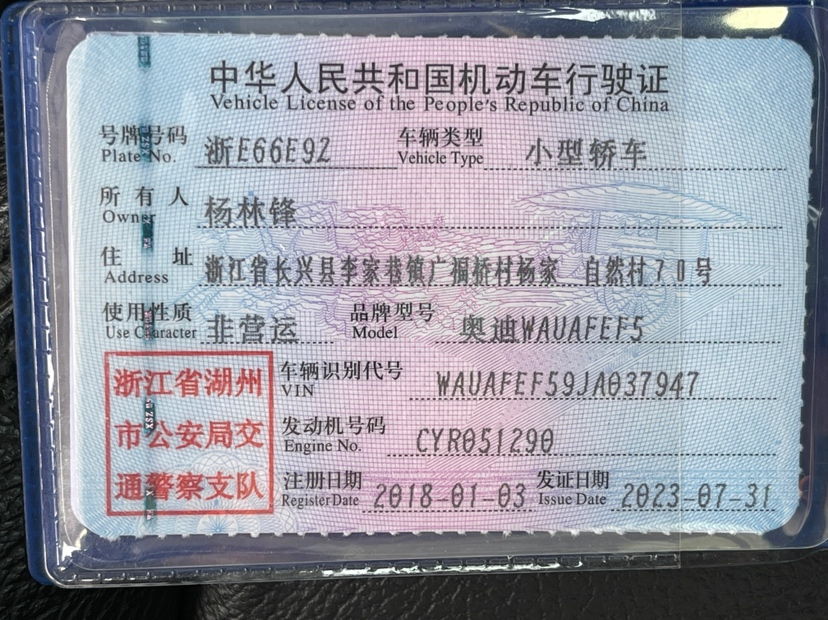 中华人民共和国机动车行驶证
Vehicle License of the People's Republic of China
号牌号码 浙E66E9Z 车辆类型 小型轿车
Plate No. Vehicle Type
所有人 杨林锋
Owner
住址 浙江省长兴县李家巷镇广福桥村杨家 自然村70号
Address
使用性质 非营运 品牌型号 奥迪WAUAFEF5
Use Character Model
车辆识别代号 WAUAFEF59JA037947
VIN
发动机号码 CYR051290
Engine No.
注册日期 2018-01-03 发证日期 2023-07-31
Register Date Issue Date
浙江省湖州
市公安局交
通警察支队